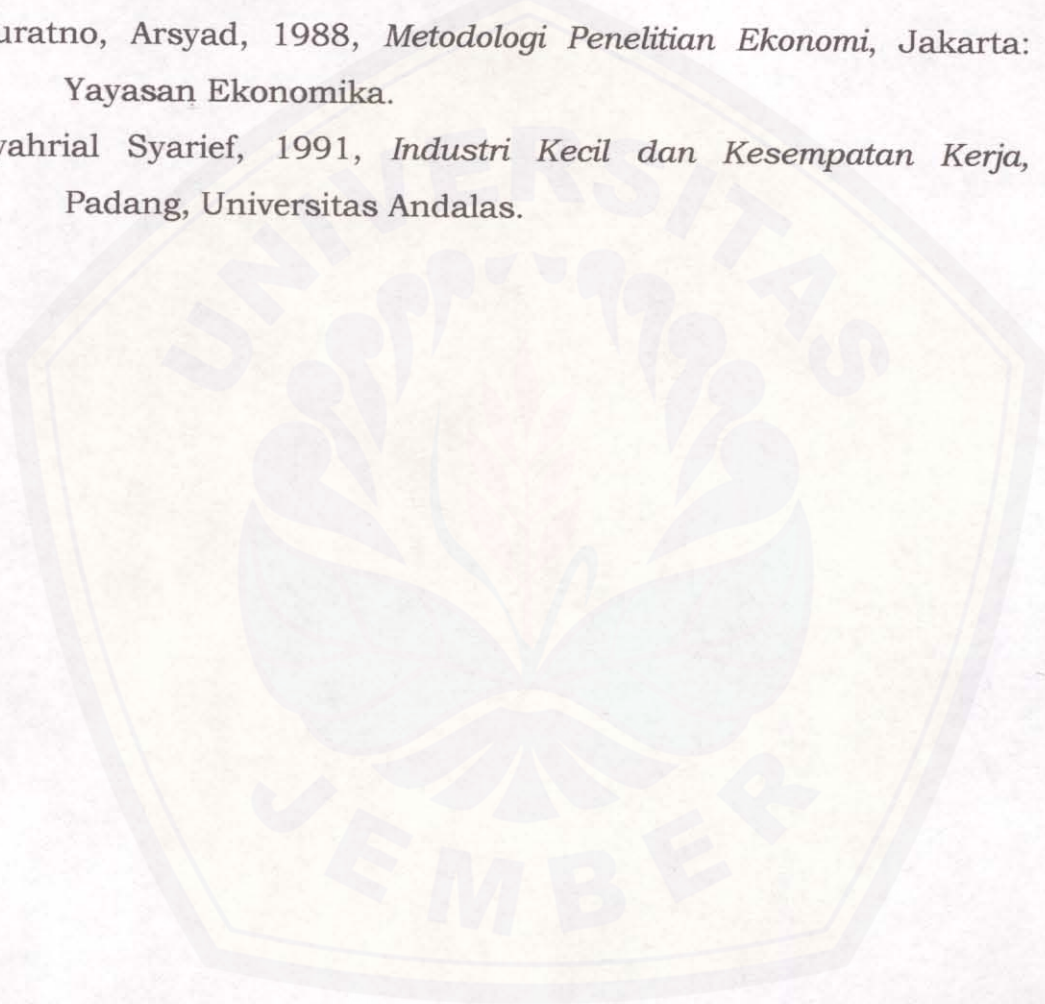 uratno, Arsyad, 1988, Metodologi Penelitian Ekonomi, Jakarta:
Yayasan Ekonomika.
yahrial Syarief, 1991, Industri Kecil dan Kesempatan Kerja,
Padang, Universitas Andalas.
UNIVERSITAS
JEMBER